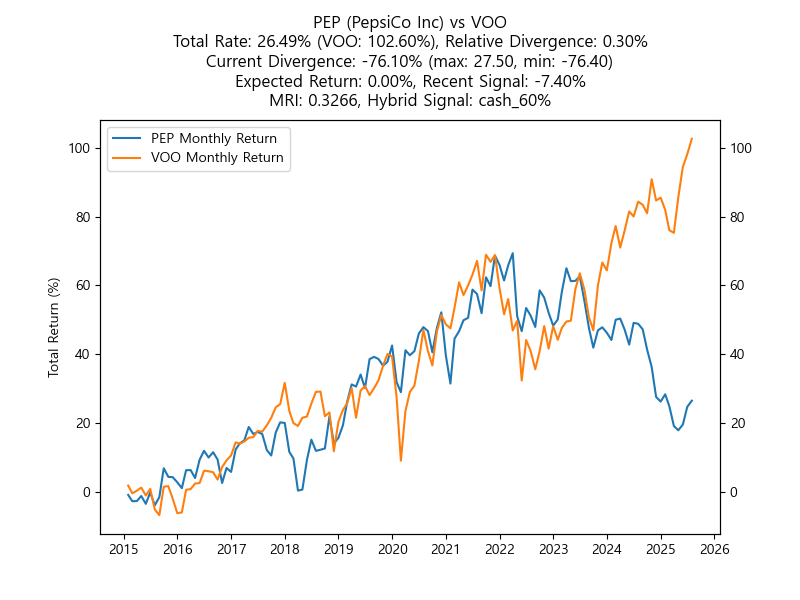 PEP (PepsiCo Inc) vs VOO
Total Rate: 26.49% (VOO: 102.60%), Relative Divergence: 0.30%
Current Divergence: -76.10% (max: 27.50, min: -76.40)
Expected Return: 0.00%, Recent Signal: -7.40%
MRI: 0.3266, Hybrid Signal: cash_60%
PEP Monthly Return
VOO Monthly Return
Total Return (%)
100
80
60
40
20
0
100
80
60
40
20
0
2015 2016 2017 2018 2019 2020 2021 2022 2023 2024 2025 2026